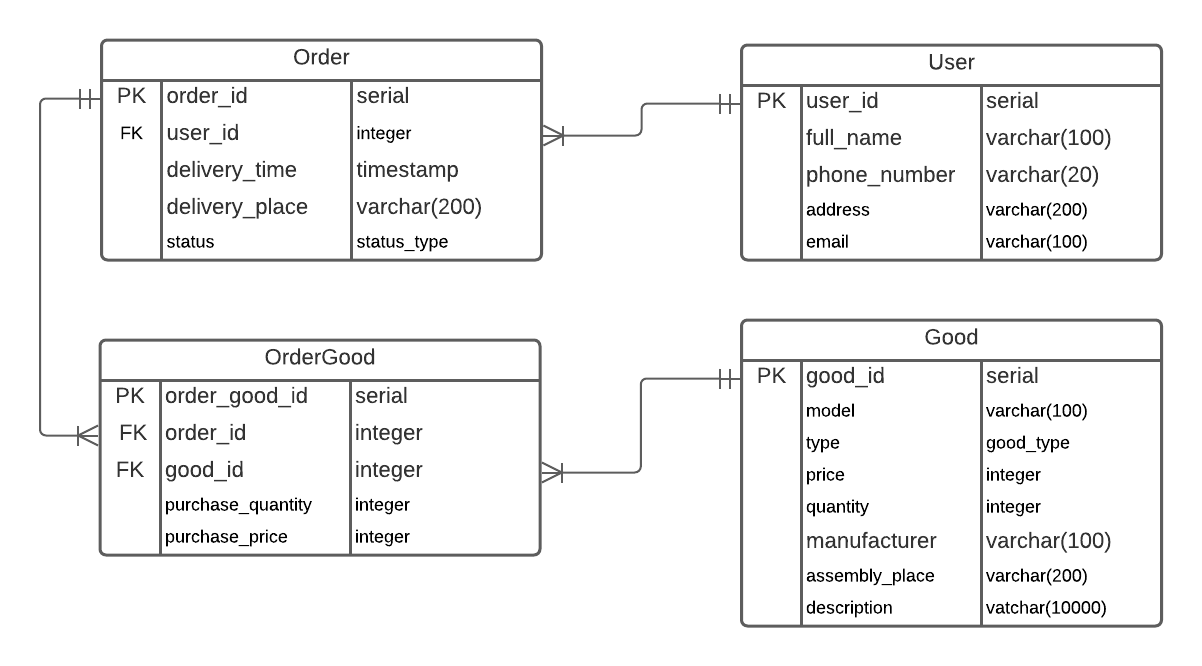 Order
PK order_id serial
FK user_id integer
delivery_time timestamp
delivery_place varchar(200)
status status_type
User
PK user_id serial
full_name varchar(100)
phone_number varchar(20)
address varchar(200)
email varchar(100)
OrderGood
PK order_good_id serial
FK order_id integer
FK good_id integer
purchase_quantity integer
purchase_price integer
Good
PK good_id serial
model varchar(100)
type good_type
price integer
quantity integer
manufacturer varchar(100)
assembly_place varchar(200)
description vatchar(10000)